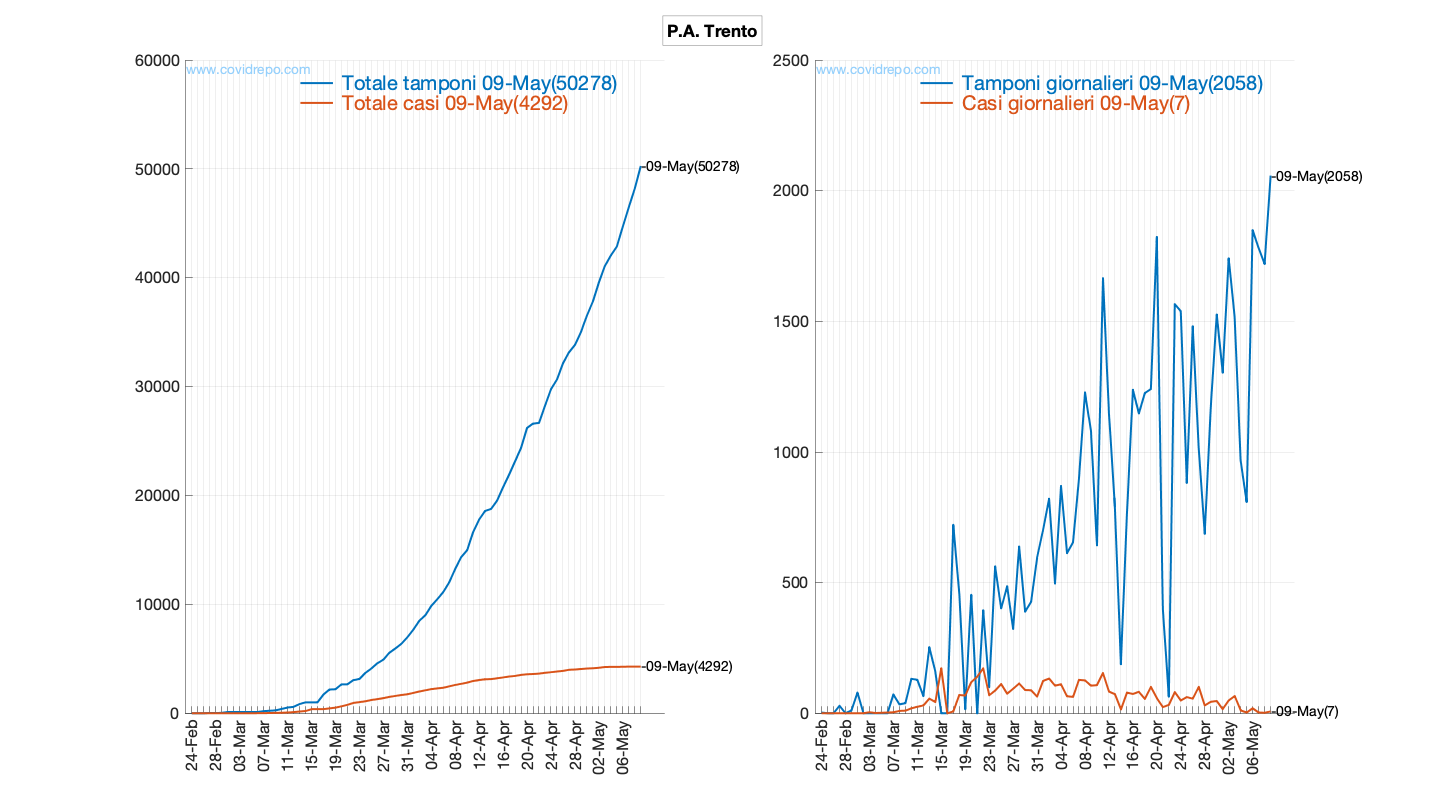 P.A. Trento
www.covidrepo.com
Totale tamponi 09-May(50278)
Totale casi 09-May(4292)
60000
50000
40000
30000
20000
10000
0
09-May(50278)
09-May(4292)
24-Feb
28-Feb
03-Mar
07-Mar
11-Mar
15-Mar
19-Mar
23-Mar
27-Mar
31-Mar
04-Apr
08-Apr
12-Apr
16-Apr
20-Apr
24-Apr
28-Apr
02-May
06-May
www.covidrepo.com
Tamponi giornalieri 09-May(2058)
Casi giornalieri 09-May(7)
2500
2000
1500
1000
500
0
09-May(2058)
09-May(7)
24-Feb
28-Feb
03-Mar
07-Mar
11-Mar
15-Mar
19-Mar
23-Mar
27-Mar
31-Mar
04-Apr
08-Apr
12-Apr
16-Apr
20-Apr
24-Apr
28-Apr
02-May
06-May